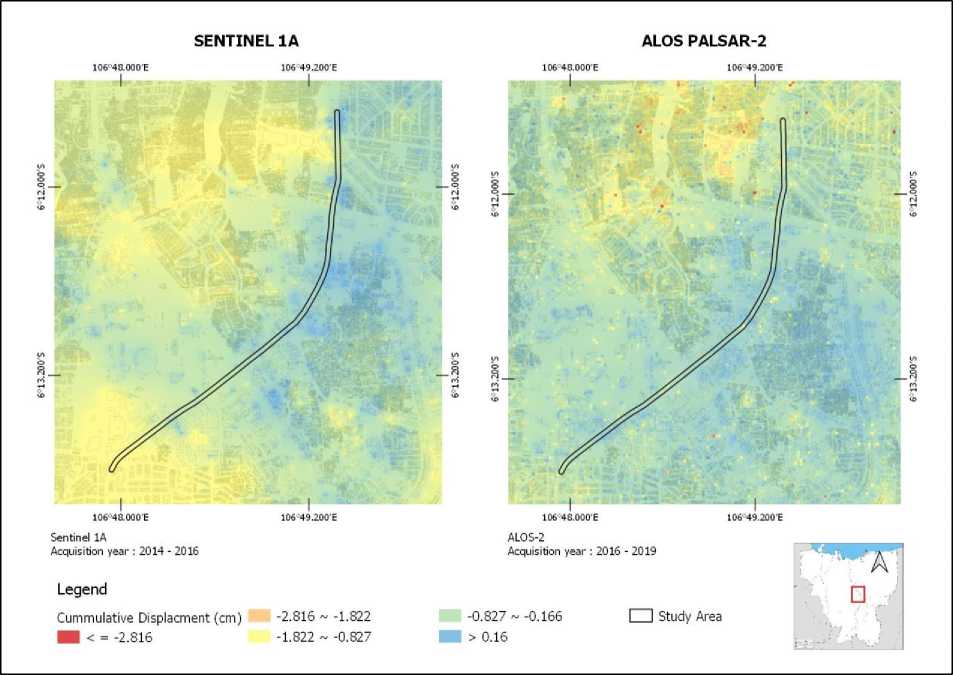 SENTINEL 1A
ALOS PALSAR-2
106°48.000'E
106°49.200'E
106°48.000'E
106°49.200'E
6°12.000'S
6°12.000'S
6°12.000'S
6°12.000'S
6°13.200'S
6°13.200'S
6°13.200'S
6°13.200'S
106°48.000'E
106°49.200'E
106°48.000'E
106°49.200'E
Sentinel 1A
Acquisition year : 2014 - 2016
ALOS-2
Acquisition year : 2016 - 2019
Legend
Cummulative Displacment (cm)
< = -2.816
-2.816 ~ -1.822
-1.822 ~ -0.827
-0.827 ~ -0.166
> 0.16
Study Area